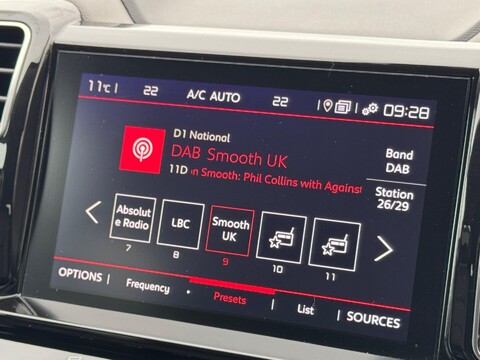 11°C 22 A/C AUTO 22 09:28
D1 National
DAB Smooth UK
11D n Smooth: Phil Collins with Against
Band
DAB
Station
26/29
Absolut
e Radio
LBC
Smooth
UK
7 8 9 10 11
OPTIONS Frequency Presets List SOURCES